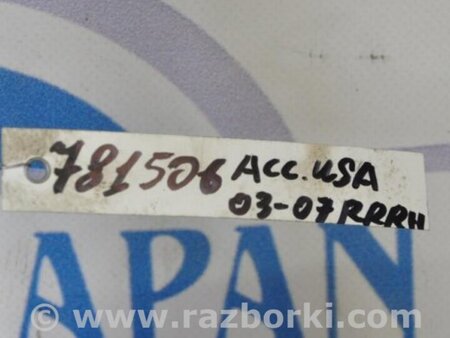 781506 Acc. USA
03-07 RRRH
APAN
© www.razborki.com